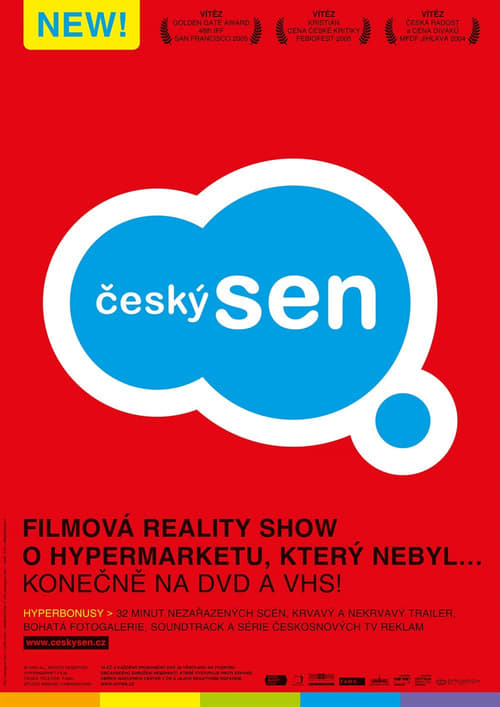 NEW!
VÍTĚZ
GOLDEN GATE AWARD
48th IFF
SAN FRANCISCO 2005
VÍTĚZ
KRISTIÁN
CENA ČESKÉ KRITIKY
FEBIOFEST 2005
VÍTĚZ
ČESKÁ RADOST
a CENA DIVÁKŮ
MFDF JIHLAVA 2004
český sen
FILMOVÁ REALITY SHOW
O HYPERMARKETU, KTERÝ NEBYL...
KONEČNĚ NA DVD A VHS!
HYPERBONUSY > 32 MINUT NEZAŘAZENÝCH SCÉN, KRVAVÝ A NEKRVAVÝ TRAILER,
BOHATÁ FOTOGALERIE, SOUNDTRACK A SÉRIE ČESKOSNOVÝCH TV REKLAM
www.ceskysen.cz